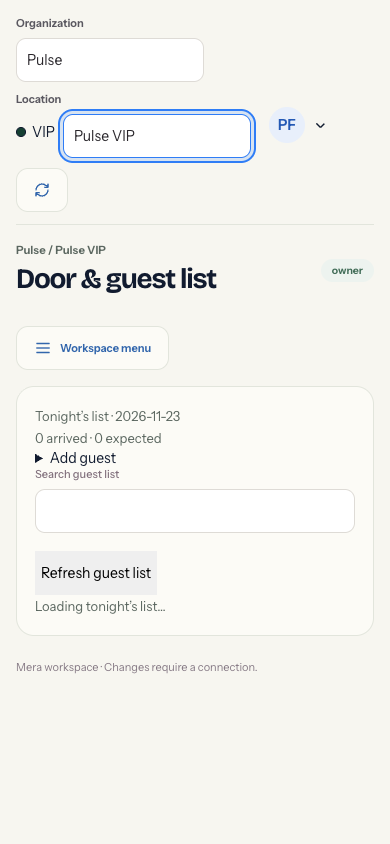 Organization
Pulse
Location
VIP
Pulse VIP
PF
Pulse / Pulse VIP
Door & guest list
owner
Workspace menu
Tonight's list · 2026-11-23
0 arrived · 0 expected
Add guest
Search guest list
Refresh guest list
Loading tonight's list...
Mera workspace · Changes require a connection.